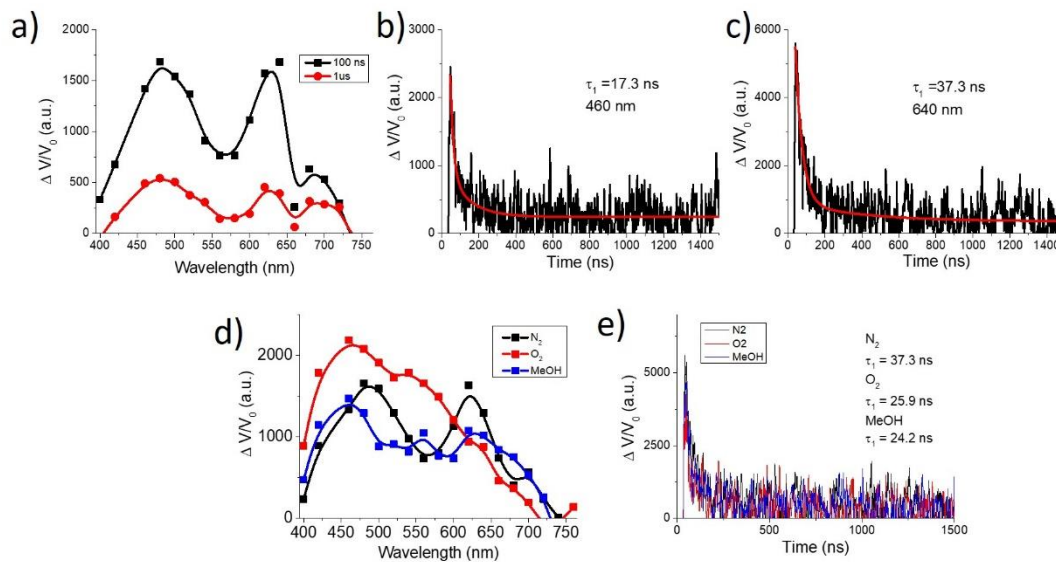 a)
2000
1500
1000
500
0
400 450 500 550 600 650 700 750
Wavelength (nm)
Δ V/V0 (a.u.)
100 ns
1us
b)
3000
2000
1000
0
0 200 400 600 800 1000 1200 1400
Time (ns)
Δ V/V0 (a.u.)
τ1 =17.3 ns
460 nm
c)
6000
4000
2000
0
0 200 400 600 800 1000 1200 1400
Time (ns)
Δ V/V0 (a.u.)
τ1 =37.3 ns
640 nm
d)
2000
1000
0
400 450 500 550 600 650 700 750
Wavelength (nm)
Δ V/V0 (a.u.)
N2
O2
MeOH
e)
5000
2500
0
0 500 1000 1500
Time (ns)
Δ V/V0 (a.u.)
N2
O2
MeOH
N2
τ1 = 37.3 ns
O2
τ1 = 25.9 ns
MeOH
τ1 = 24.2 ns